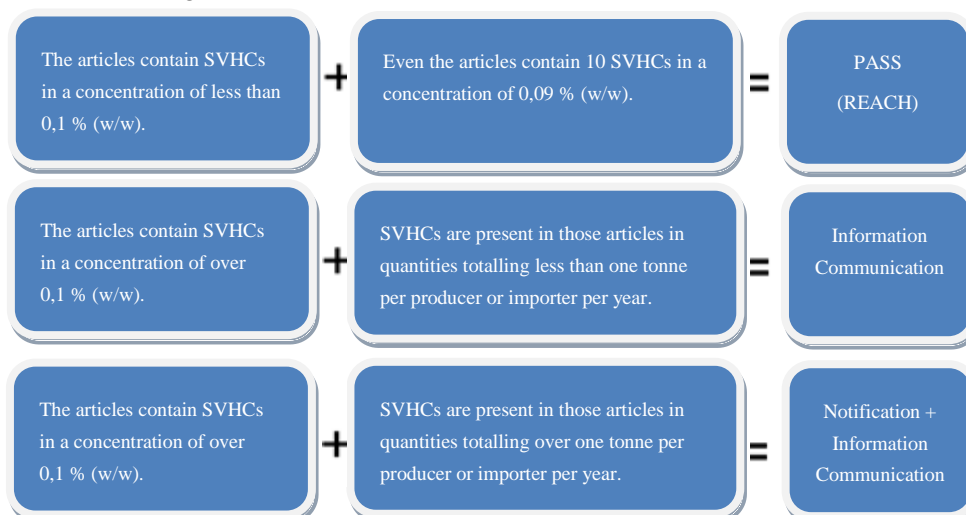 The articles contain SVHCs
in a concentration of less than
0,1 % (w/w).
+
Even the articles contain 10 SVHCs in a
concentration of 0,09 % (w/w).
=
PASS
(REACH)
The articles contain SVHCs
in a concentration of over
0,1 % (w/w).
+
SVHCs are present in those articles in
quantities totalling less than one tonne
per producer or importer per year.
=
Information
Communication
The articles contain SVHCs
in a concentration of over
0,1 % (w/w).
+
SVHCs are present in those articles in
quantities totalling over one tonne per
producer or importer per year.
=
Notification +
Information
Communication